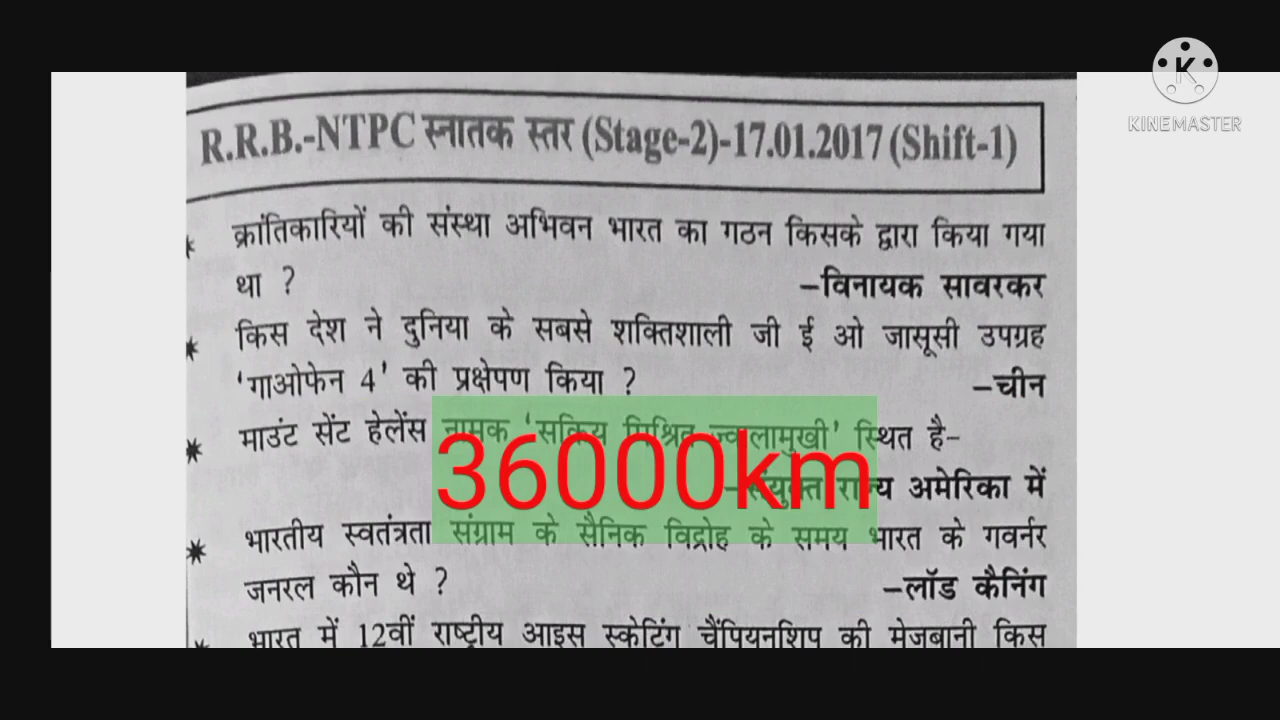 KINEMASTER
R.R.B.-NTPC स्नातक स्तर (Stage-2)-17.01.2017 (Shift-1)
क्रांतिकारियों की संस्था अभिवन भारत का गठन किसके द्वारा किया गया
था ? –विनायक सावरकर
किस देश ने दुनिया के सबसे शक्तिशाली जी ई ओ जासूसी उपग्रह
‘गाओफेन 4’ की प्रक्षेपण किया ? –चीन
माउंट सेंट हेलेंस नामक ‘सक्रिय मिश्रित ज्वालामुखी’ स्थित है–
36000km
–संयुक्त राज्य अमेरिका में
भारतीय स्वतंत्रता संग्राम के सैनिक विद्रोह के समय भारत के गवर्नर
जनरल कौन थे ? –लॉड कैनिंग
भारत में 12वीं राष्ट्रीय आइस स्केटिंग चैंपियनशिप की मेजबानी किस